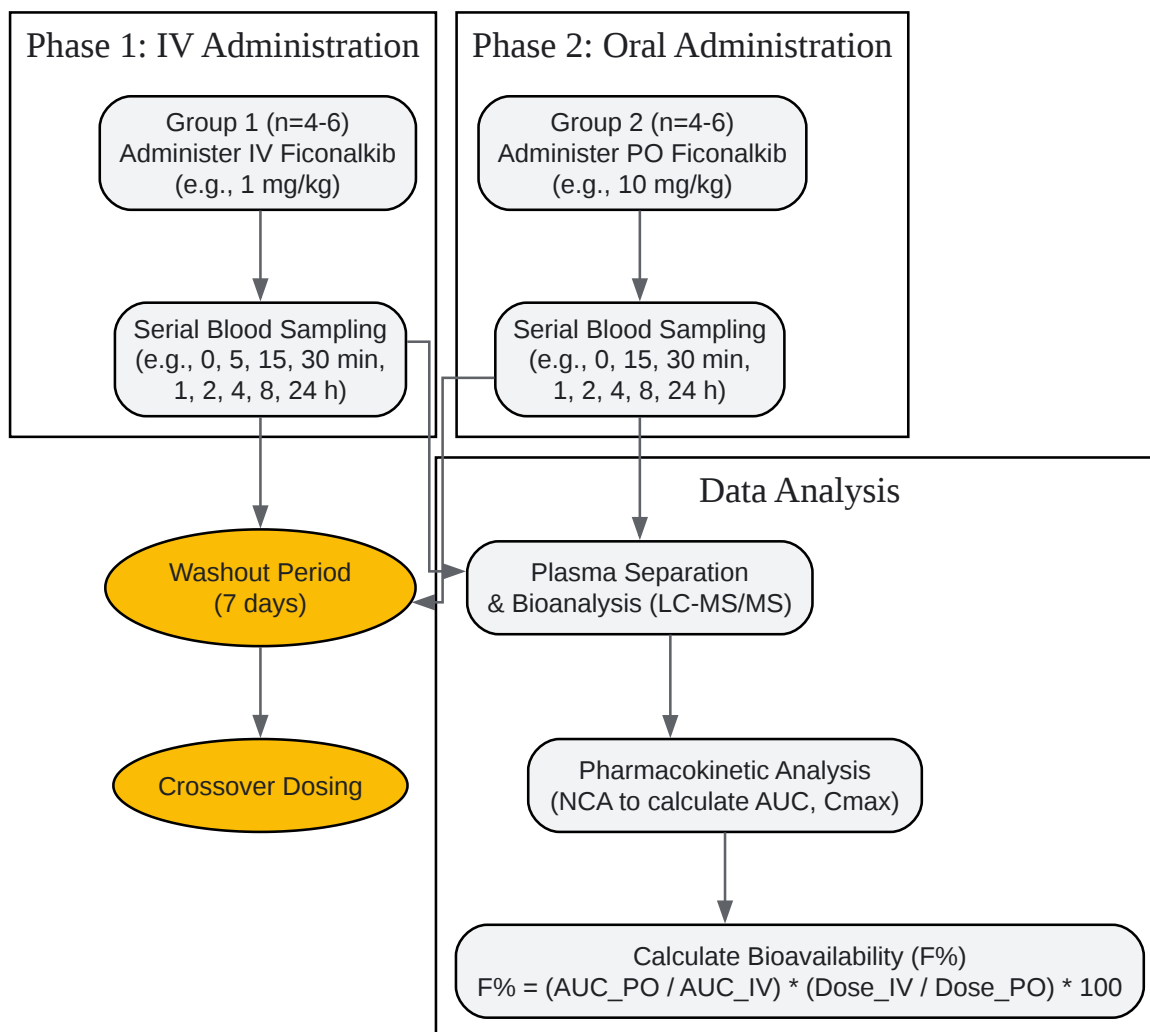 Phase 1: IV Administration
Group 1 (n=4-6)
Administer IV Ficonalkib
(e.g., 1 mg/kg)
Serial Blood Sampling
(e.g., 0, 5, 15, 30 min,
1, 2, 4, 8, 24 h)
Phase 2: Oral Administration
Group 2 (n=4-6)
Administer PO Ficonalkib
(e.g., 10 mg/kg)
Serial Blood Sampling
(e.g., 0, 15, 30 min,
1, 2, 4, 8, 24 h)
Washout Period
(7 days)
Crossover Dosing
Data Analysis
Plasma Separation
& Bioanalysis (LC-MS/MS)
Pharmacokinetic Analysis
(NCA to calculate AUC, Cmax)
Calculate Bioavailability (F%)
F% = (AUC_PO / AUC_IV) * (Dose_IV / Dose_PO) * 100